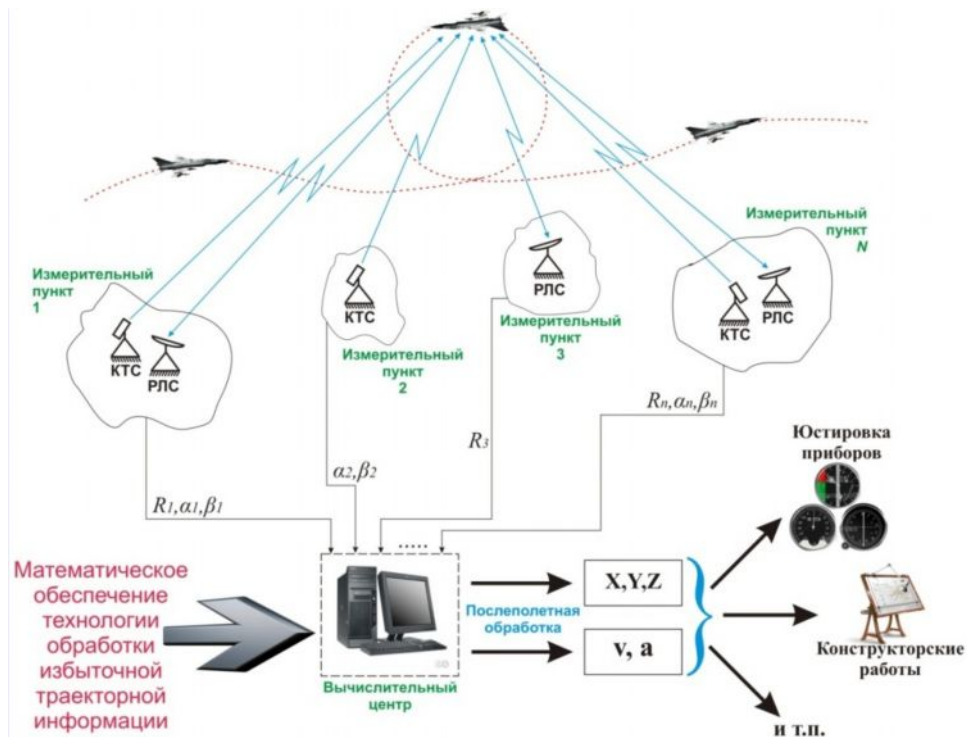 Измерительный
пункт
1
КТС
РЛС
КТС
Измерительный
пункт
2
РЛС
Измерительный
пункт
3
Измерительный
пункт
N
КТС
РЛС
R1,α1,β1
α2,β2
R3
Rn,αn,βn
.....
Математическое
обеспечение
технологии
обработки
избыточной
траекторной
информации
Вычислительный
центр
Послеполетная
обработка
X,Y,Z
v, a
Юстировка
приборов
Конструкторские
работы
и т.п.